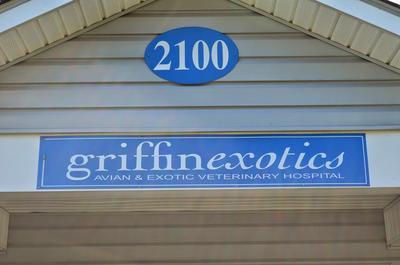 2100
griffinexotics
AVIAN & EXOTIC VETERINARY HOSPITAL